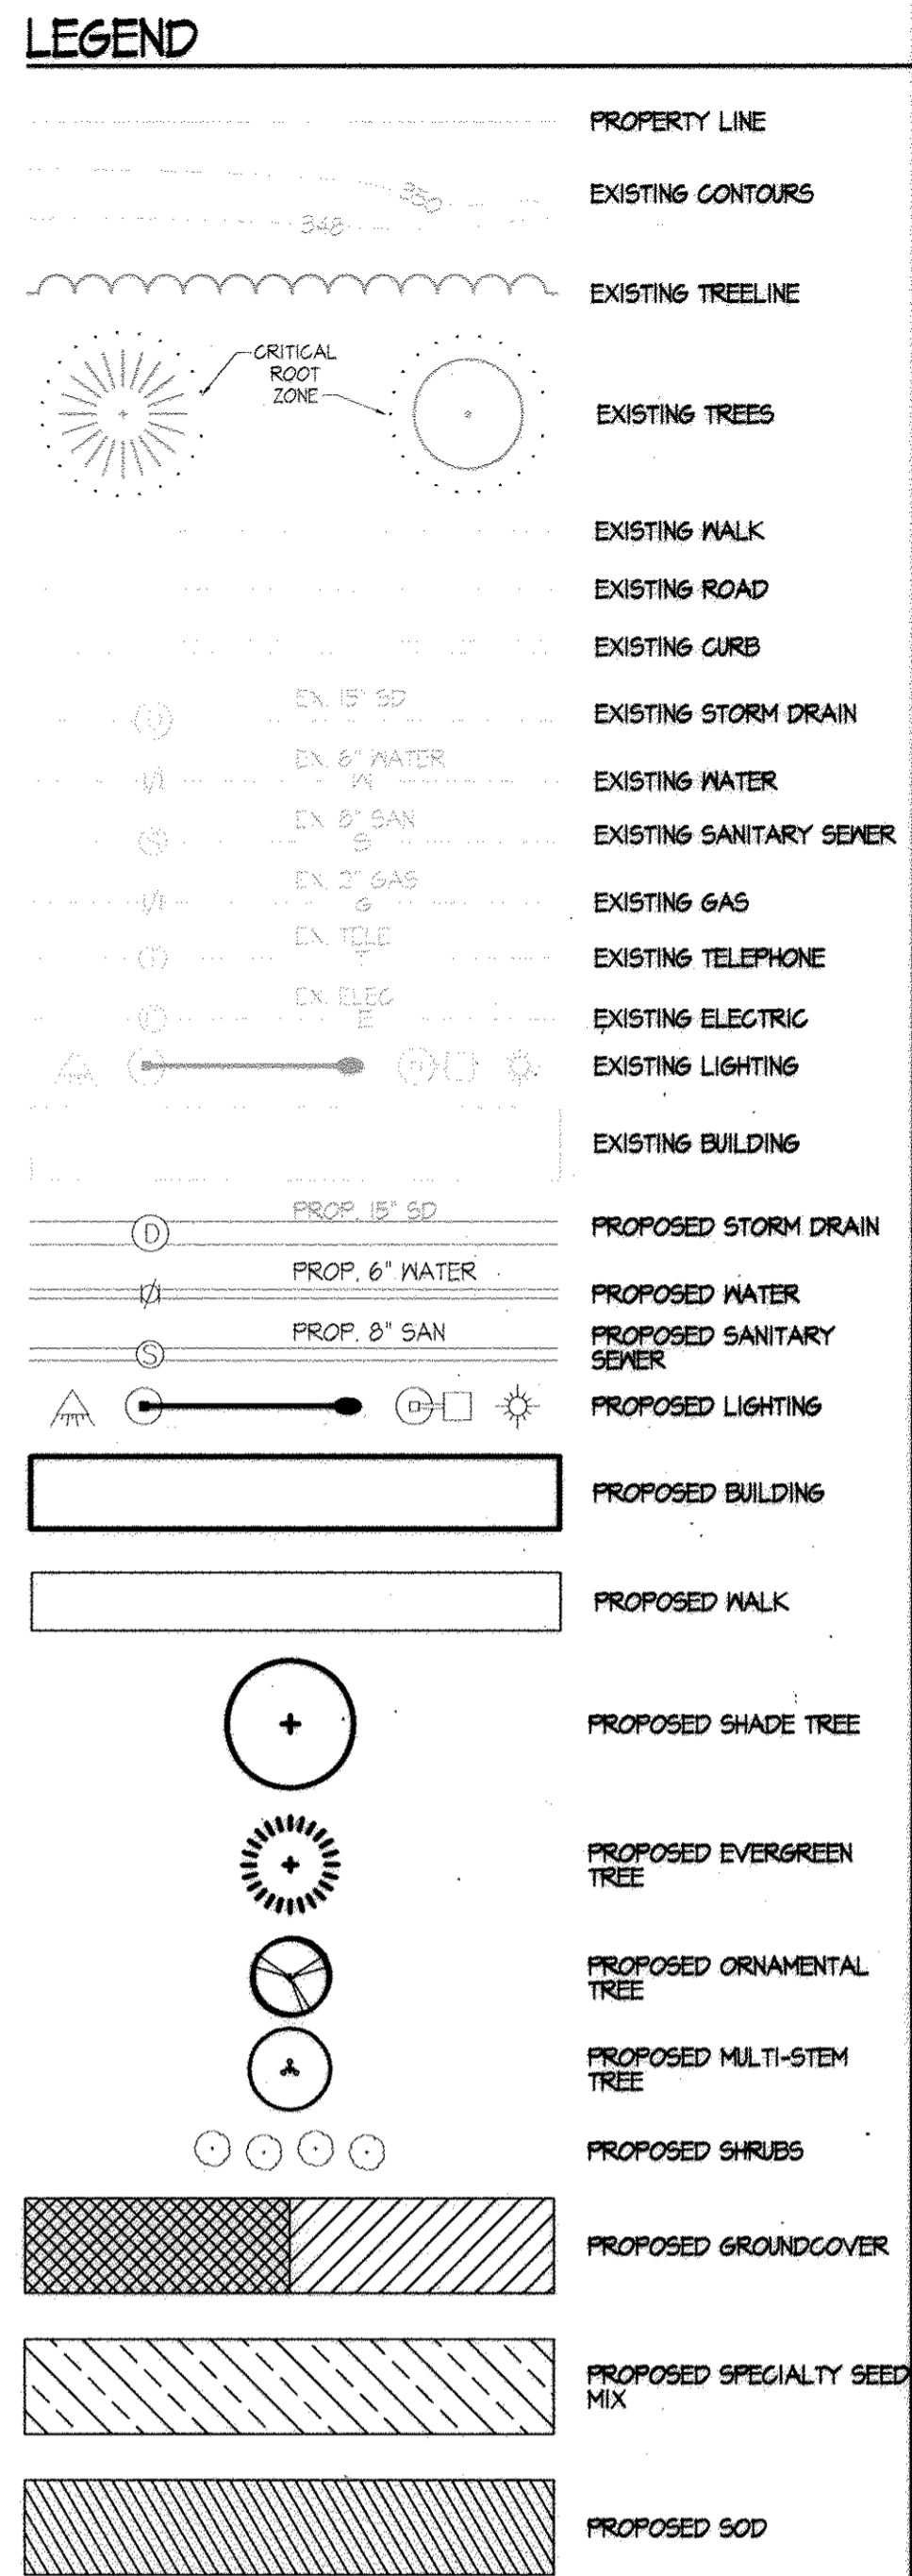 LEGEND
PROPERTY LINE
350
EXISTING CONTOURS
348
EXISTING TREELINE
CRITICAL
ROOT
ZONE
EXISTING TREES
EXISTING WALK
EXISTING ROAD
EXISTING CURB
EX. 15" SD
D
EXISTING STORM DRAIN
EX. 6" WATER
W
EXISTING WATER
EX. 8" SAN
S
S
EXISTING SANITARY SEWER
EX. 2" GAS
G
EXISTING GAS
EX. TELE
T
T
EXISTING TELEPHONE
EX. ELEC
E
E
EXISTING ELECTRIC
EXISTING LIGHTING
EXISTING BUILDING
PROP. 15" SD
D
PROPOSED STORM DRAIN
PROP. 6" WATER
PROPOSED WATER
PROP. 8" SAN
S
PROPOSED SANITARY
SEWER
PROPOSED LIGHTING
PROPOSED BUILDING
PROPOSED WALK
PROPOSED SHADE TREE
PROPOSED EVERGREEN
TREE
PROPOSED ORNAMENTAL
TREE
PROPOSED MULTI-STEM
TREE
PROPOSED SHRUBS
PROPOSED GROUNDCOVER
PROPOSED SPECIALTY SEED
MIX
PROPOSED SOD